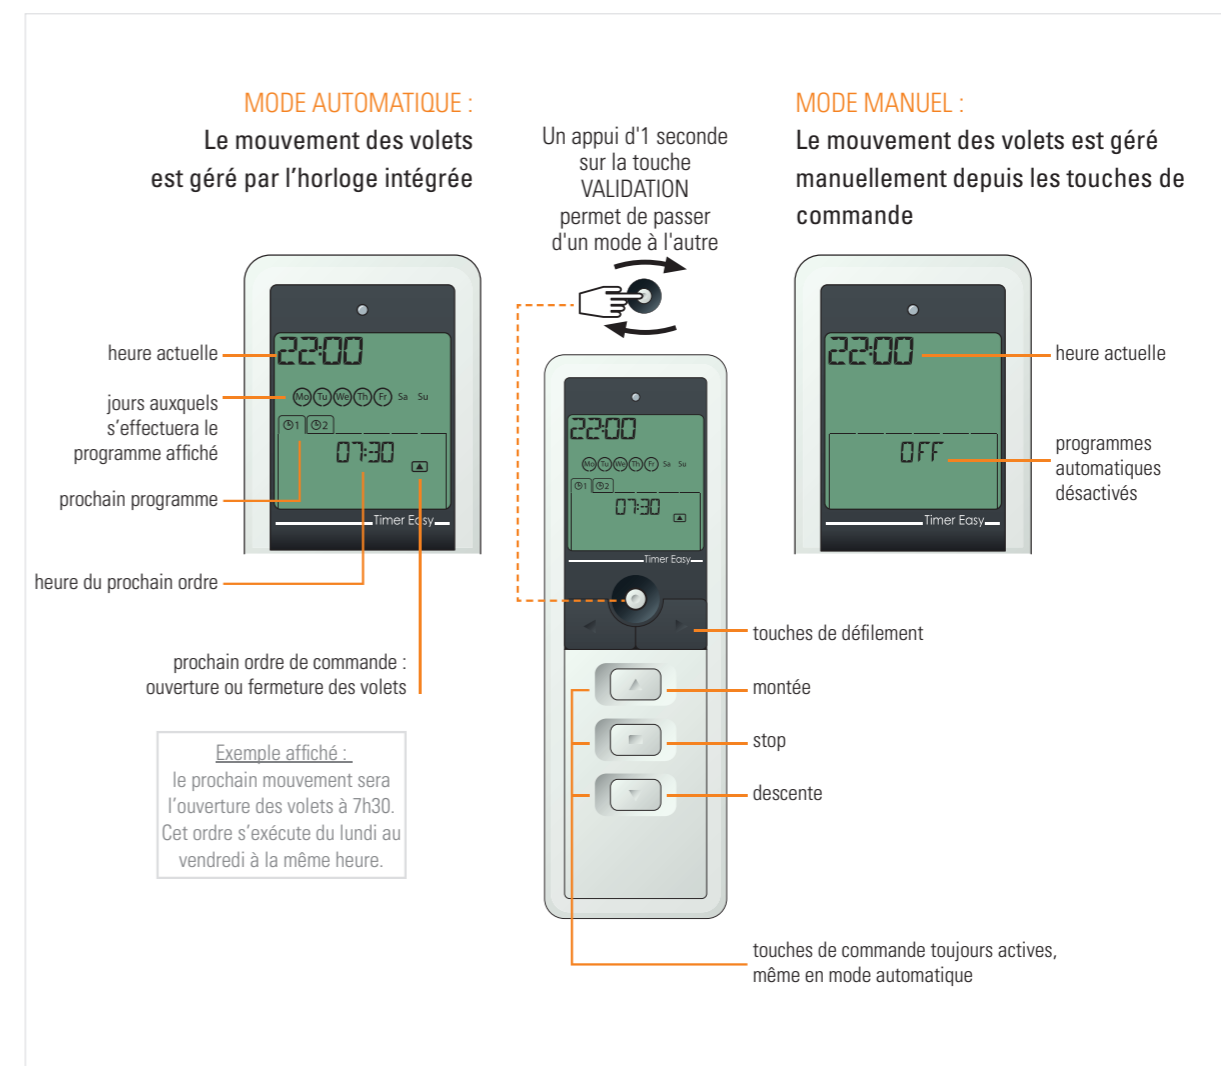 MODE AUTOMATIQUE :
Le mouvement des volets
est géré par l'horloge intégrée
Un appui d'1 seconde
sur la touche
VALIDATION
permet de passer
d'un mode à l'autre
MODE MANUEL :
Le mouvement des volets est géré
manuellement depuis les touches de
commande
heure actuelle
jours auxquels
s'effectuera le
programme affiché
prochain programme
heure du prochain ordre
prochain ordre de commande :
ouverture ou fermeture des volets
22:00
Mo Tu We Th Fr Sa Su
1 2
07:30
Timer Easy
Exemple affiché :
le prochain mouvement sera
l'ouverture des volets à 7h30.
Cet ordre s'exécute du lundi au
vendredi à la même heure.
22:00
Mo Tu We Th Fr Sa Su
1 2
07:30
Timer Easy
touches de défilement
montée
stop
descente
touches de commande toujours actives,
même en mode automatique
22:00
OFF
Timer Easy
heure actuelle
programmes
automatiques
désactivés